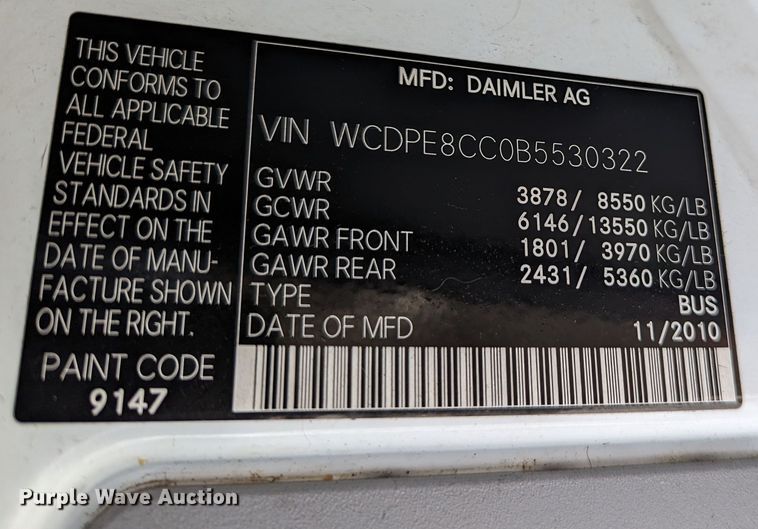 THIS VEHICLE
CONFORMS TO
ALL APPLICABLE
FEDERAL
VEHICLE SAFETY
STANDARDS IN
EFFECT ON THE
DATE OF MANU-
FACTURE SHOWN
ON THE RIGHT.
PAINT CODE
9147
MFD: DAIMLER AG
VIN WCDPE8CC0B5530322
GVWR 3878/ 8550 KG/LB
GCWR 6146/13550 KG/LB
GAWR FRONT 1801/ 3970 KG/LB
GAWR REAR 2431/ 5360 KG/LB
TYPE BUS
DATE OF MFD 11/2010
Purple Wave Auction